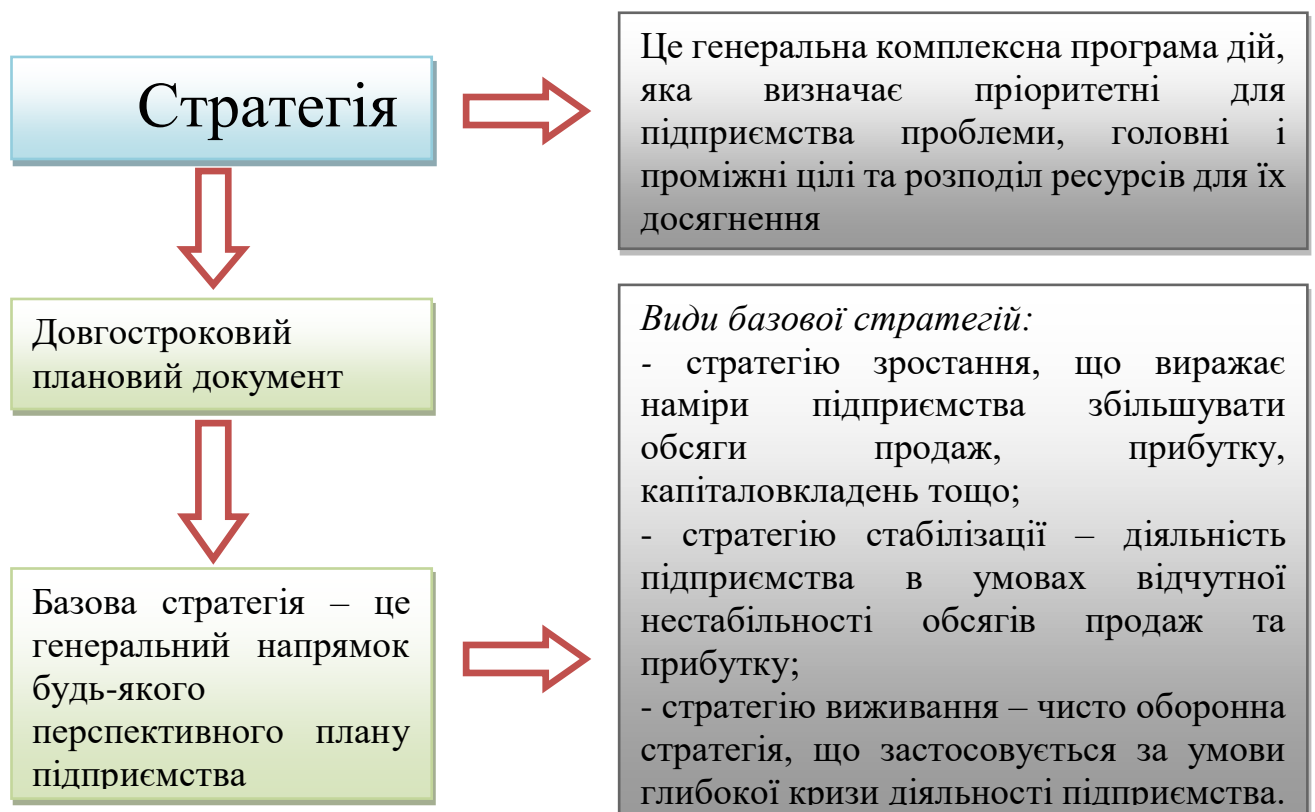 Стратегія
Це генеральна комплексна програма дій,
яка визначає пріоритетні для
підприємства проблеми, головні і
проміжні цілі та розподіл ресурсів для їх
досягнення
Довгостроковий
плановий документ
Базова стратегія – це
генеральний напрямок
будь-якого
перспективного плану
підприємства
Види базової стратегій:
- стратегію зростання, що виражає
наміри підприємства збільшувати
обсяги продаж, прибутку,
капіталовкладень тощо;
- стратегію стабілізації – діяльність
підприємства в умовах відчутної
нестабільності обсягів продаж та
прибутку;
- стратегію виживання – чисто оборонна
стратегія, що застосовується за умови
глибокої кризи діяльності підприємства.